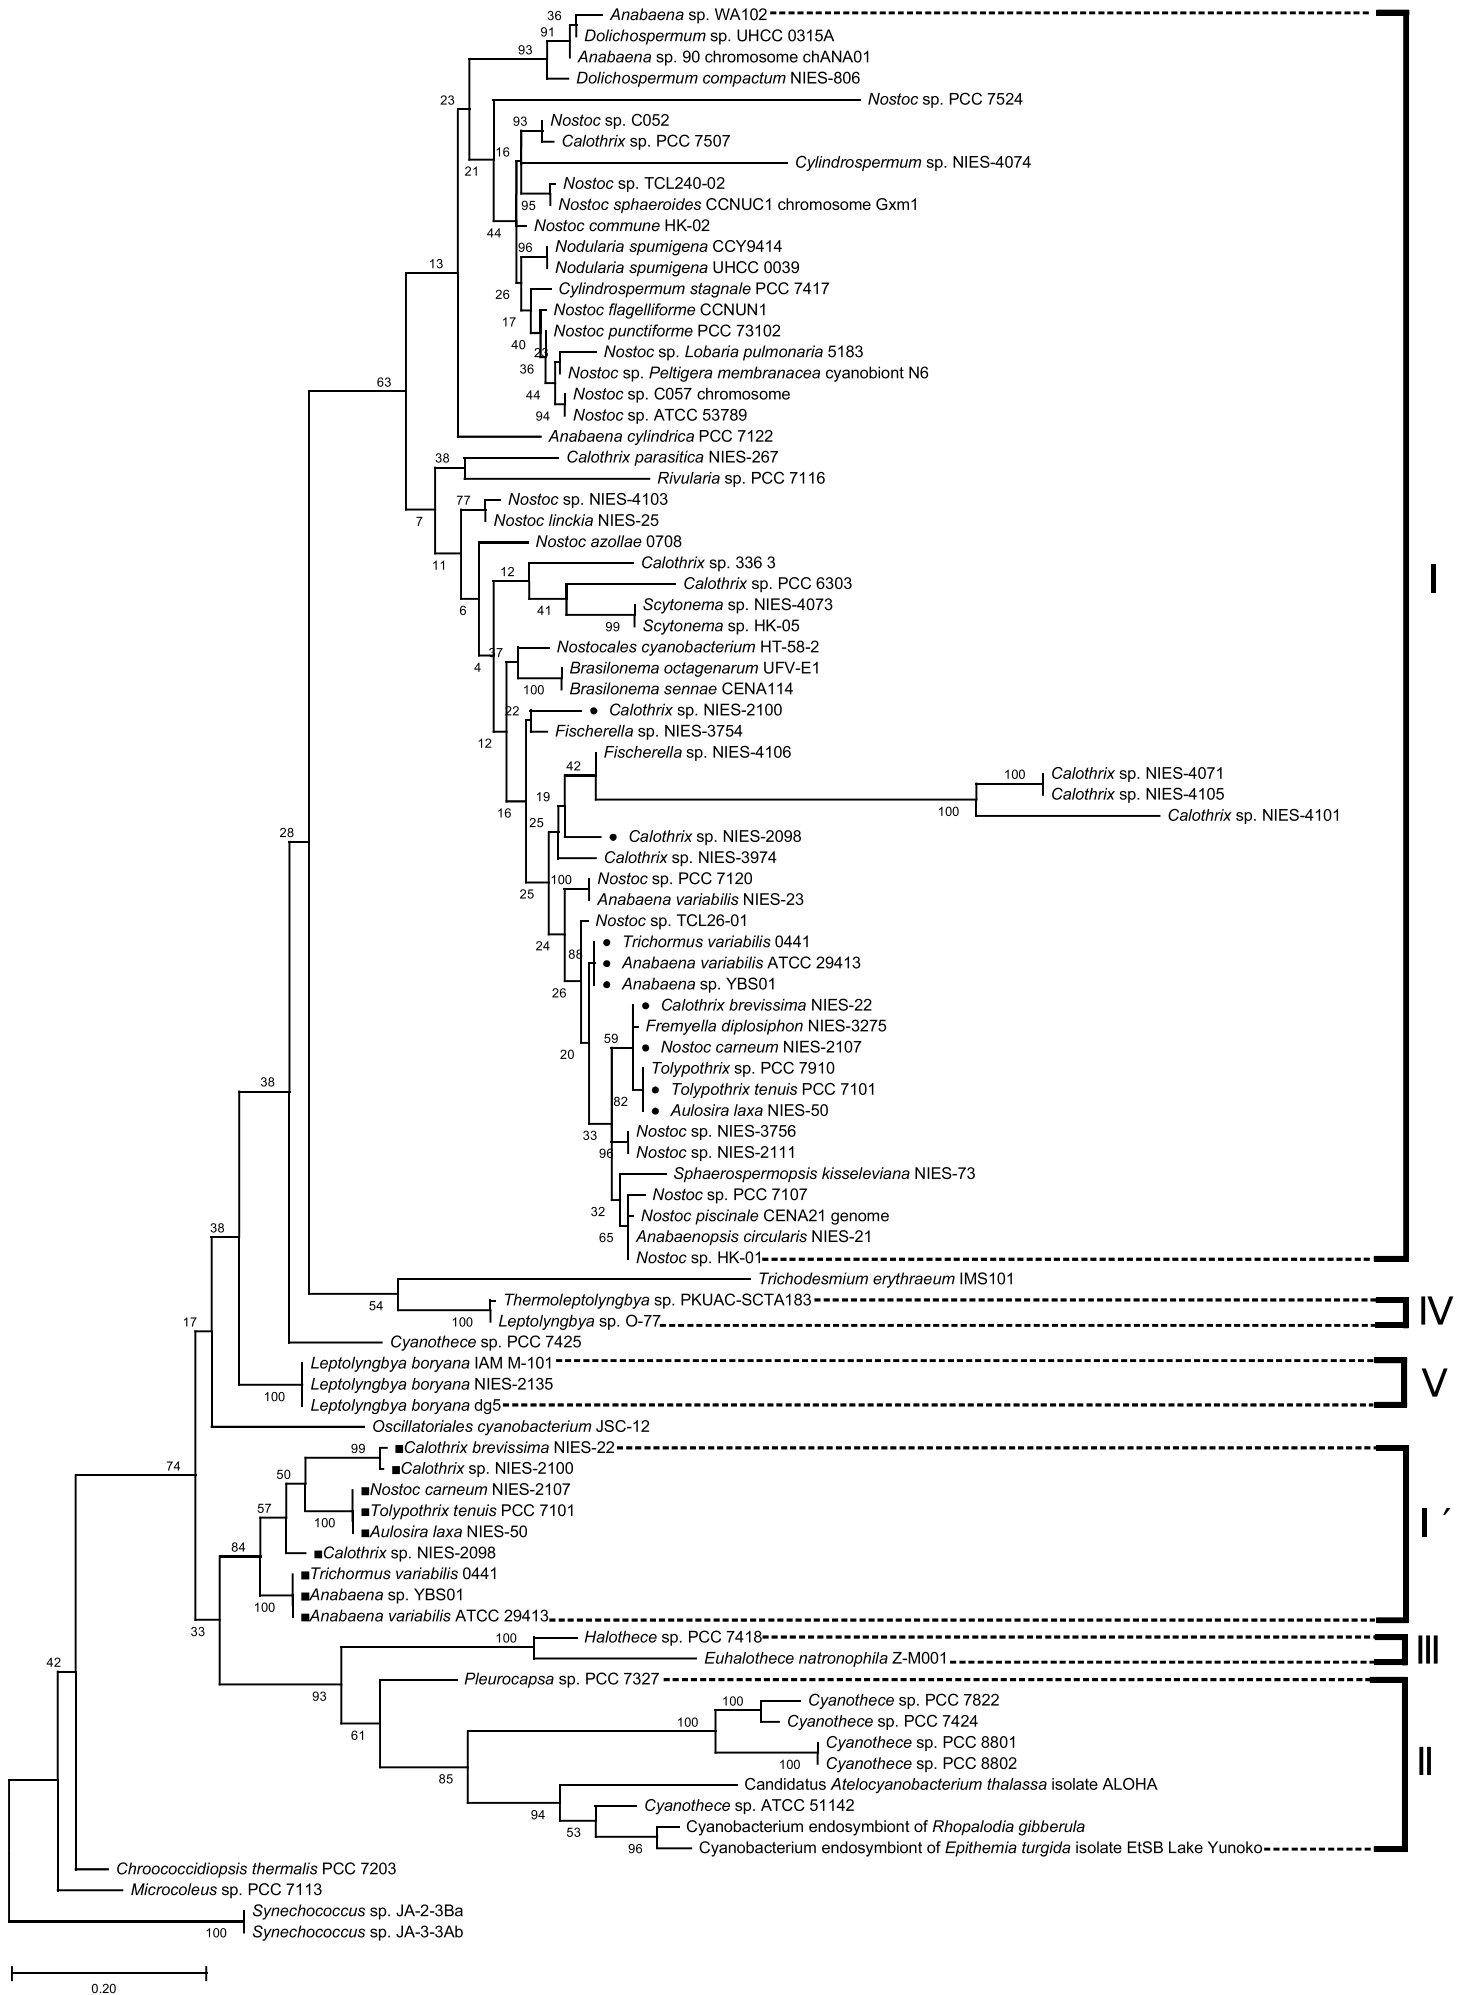 36 Anabaena sp. WA102
91 Dolichospermum sp. UHCC 0315A
93 Anabaena sp. 90 chromosome chANA01
Dolichospermum compactum NIES-806
23 Nostoc sp. PCC 7524
93 Nostoc sp. C052
Calothrix sp. PCC 7507
16 Cylindrospermum sp. NIES-4074
21
Nostoc sp. TCL240-02
95 Nostoc sphaeroides CCNUC1 chromosome Gxm1
44 Nostoc commune HK-02
96 Nodularia spumigena CCY9414
13 Nodularia spumigena UHCC 0039
26 Cylindrospermum stagnale PCC 7417
17 Nostoc flagelliforme CCNUN1
40 Nostoc punctiforme PCC 73102
23 Nostoc sp. Lobaria pulmonaria 5183
36 Nostoc sp. Peltigera membranacea cyanobiont N6
63 44 Nostoc sp. C057 chromosome
94 Nostoc sp. ATCC 53789
Anabaena cylindrica PCC 7122
38 Calothrix parasitica NIES-267
Rivularia sp. PCC 7116
77 Nostoc sp. NIES-4103
7 Nostoc linckia NIES-25
Nostoc azollae 0708
11 Calothrix sp. 336 3
12 Calothrix sp. PCC 6303
I
6 41 Scytonema sp. NIES-4073
99 Scytonema sp. HK-05
37 Nostocales cyanobacterium HT-58-2
4 Brasilonema octagenarum UFV-E1
100 Brasilonema sennae CENA114
22 Calothrix sp. NIES-2100
12 Fischerella sp. NIES-3754
Fischerella sp. NIES-4106
42 100 Calothrix sp. NIES-4071
19 Calothrix sp. NIES-4105
16 25 100 Calothrix sp. NIES-4101
28 Calothrix sp. NIES-2098
Calothrix sp. NIES-3974
100 Nostoc sp. PCC 7120
25 Anabaena variabilis NIES-23
Nostoc sp. TCL26-01
24 88 Trichormus variabilis 0441
Anabaena variabilis ATCC 29413
26 Anabaena sp. YBS01
Calothrix brevissima NIES-22
Fremyella diplosiphon NIES-3275
59 Nostoc carneum NIES-2107
20 Tolypothrix sp. PCC 7910
38 Tolypothrix tenuis PCC 7101
82 Aulosira laxa NIES-50
33 Nostoc sp. NIES-3756
96 Nostoc sp. NIES-2111
Sphaerospermopsis kisseleviana NIES-73
Nostoc sp. PCC 7107
32 Nostoc piscinale CENA21 genome
38 65 Anabaenopsis circularis NIES-21
Nostoc sp. HK-01
Trichodesmium erythraeum IMS101
54 Thermoleptolyngbya sp. PKUAC-SCTA183
IV
17 100 Leptolyngbya sp. O-77
Cyanothece sp. PCC 7425
Leptolyngbya boryana IAM M-101
Leptolyngbya boryana NIES-2135
V
100 Leptolyngbya boryana dg5
Oscillatoriales cyanobacterium JSC-12
99 Calothrix brevissima NIES-22
74 50 Calothrix sp. NIES-2100
Nostoc carneum NIES-2107
57 Tolypothrix tenuis PCC 7101
100 Aulosira laxa NIES-50
I ´
84 Calothrix sp. NIES-2098
Trichormus variabilis 0441
Anabaena sp. YBS01
100 Anabaena variabilis ATCC 29413
33 100 Halothece sp. PCC 7418
III
42 Euhalothece natronophila Z-M001
Pleurocapsa sp. PCC 7327
93 100 Cyanothece sp. PCC 7822
61 100 Cyanothece sp. PCC 7424
Cyanothece sp. PCC 8801
100 Cyanothece sp. PCC 8802
II
85 Candidatus Atelocyanobacterium thalassa isolate ALOHA
94 Cyanothece sp. ATCC 51142
53 Cyanobacterium endosymbiont of Rhopalodia gibberula
96 Cyanobacterium endosymbiont of Epithemia turgida isolate EtSB Lake Yunoko
Chroococcidiopsis thermalis PCC 7203
Microcoleus sp. PCC 7113
Synechococcus sp. JA-2-3Ba
100 Synechococcus sp. JA-3-3Ab
0.20